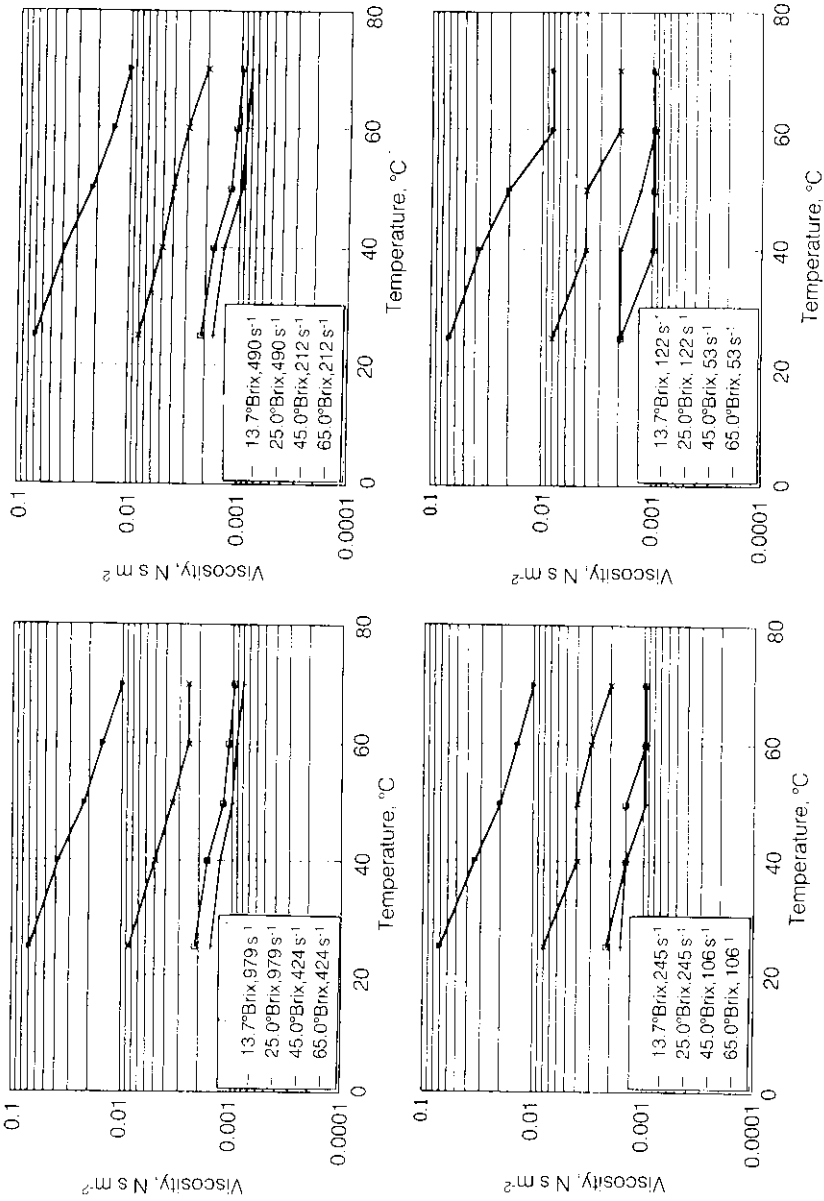 0.1
0.01
0.001
0.0001
Viscosity, N s m-2
0 20 40 60 80
Temperature, °C
13.7°Brix,979 s-1
25.0°Brix,979 s-1
45.0°Brix,424 s-1
65.0°Brix,424 s-1
0.1
0.01
0.001
0.0001
Viscosity, N s m-2
0 20 40 60 80
Temperature, °C
13.7°Brix,490 s-1
25.0°Brix,490 s-1
45.0°Brix,212 s-1
65.0°Brix,212 s-1
0.1
0.01
0.001
0.0001
Viscosity, N s m-2
0 20 40 60 80
Temperature, °C
13.7°Brix,245 s-1
25.0°Brix,245 s-1
45.0°Brix, 106 s-1
65.0°Brix, 106 1
0.1
0.01
0.001
0.0001
Viscosity, N s m-2
0 20 40 60 80
Temperature, °C
13.7°Brix, 122 s-1
25.0°Brix, 122 s-1
45.0°Brix, 53 s-1
65.0°Brix, 53 s-1